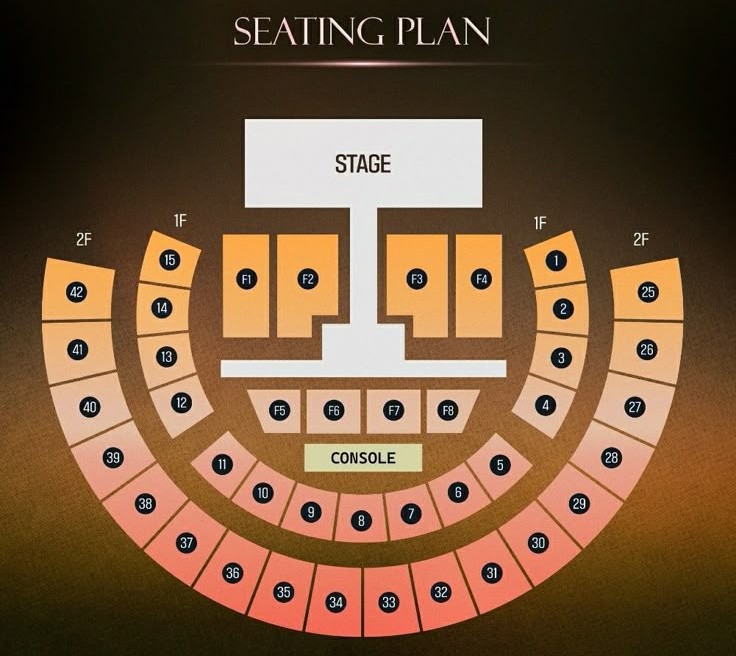 SEATING PLAN
STAGE
1F 1F
2F 2F
15 F1 F2 F3 F4 1
42 14 2 25
41 13 3 26
40 12 F5 F6 F7 F8 4 27
39 11 CONSOLE 5 28
38 10 9 8 7 6 29
37 30
36 31
35 34 33 32